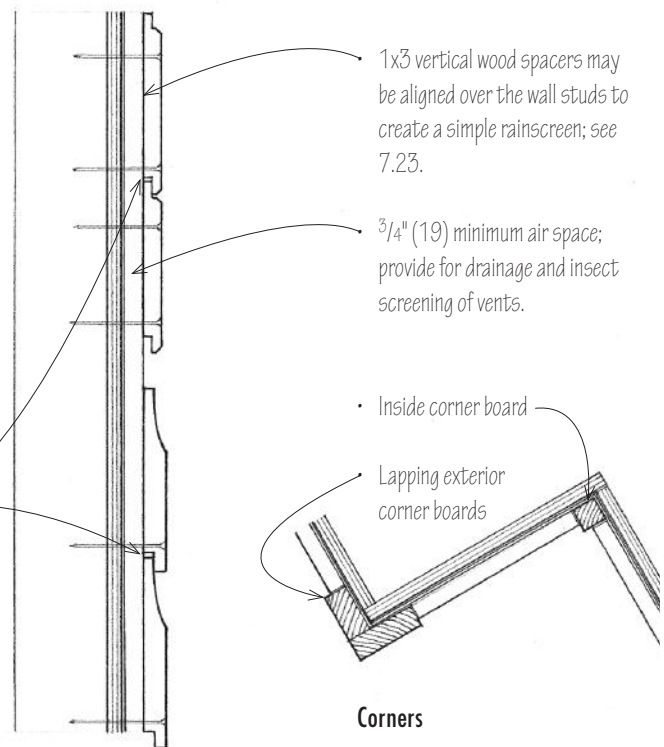 • 1x3 vertical wood spacers may
be aligned over the wall studs to
create a simple rainscreen; see
7.23.
• 3/4" (19) minimum air space;
provide for drainage and insect
screening of vents.
• Inside corner board
• Lapping exterior
corner boards
Corners